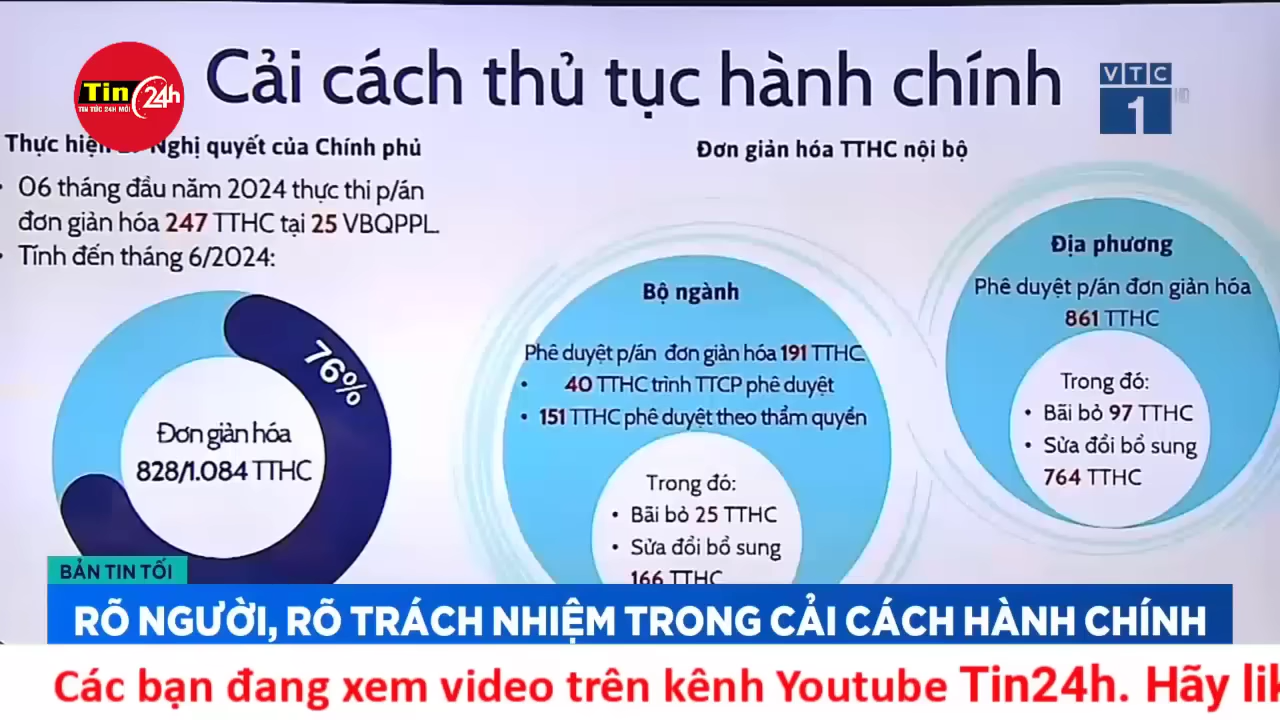 Cải cách thủ tục hành chính
Tin 24h
TIN TỨC 24H MỚI
VTC
1
HD
Thực hiện Nghị quyết của Chính phủ
• 06 tháng đầu năm 2024 thực thi p/án
đơn giản hóa 247 TTHC tại 25 VBQPPL.
• Tính đến tháng 6/2024:
76%
Đơn giản hóa
828/1.084 TTHC
Đơn giản hóa TTHC nội bộ
Bộ ngành
Phê duyệt p/án đơn giản hóa 191 TTHC
• 40 TTHC trình TTCP phê duyệt
• 151 TTHC phê duyệt theo thẩm quyền
Trong đó:
• Bãi bỏ 25 TTHC
• Sửa đổi bổ sung
166 TTHC
Địa phương
Phê duyệt p/án đơn giản hóa
861 TTHC
Trong đó:
• Bãi bỏ 97 TTHC
• Sửa đổi bổ sung
764 TTHC
BẢN TIN TỐI
RÕ NGƯỜI, RÕ TRÁCH NHIỆM TRONG CẢI CÁCH HÀNH CHÍNH
Các bạn đang xem video trên kênh Youtube Tin24h. Hãy lik